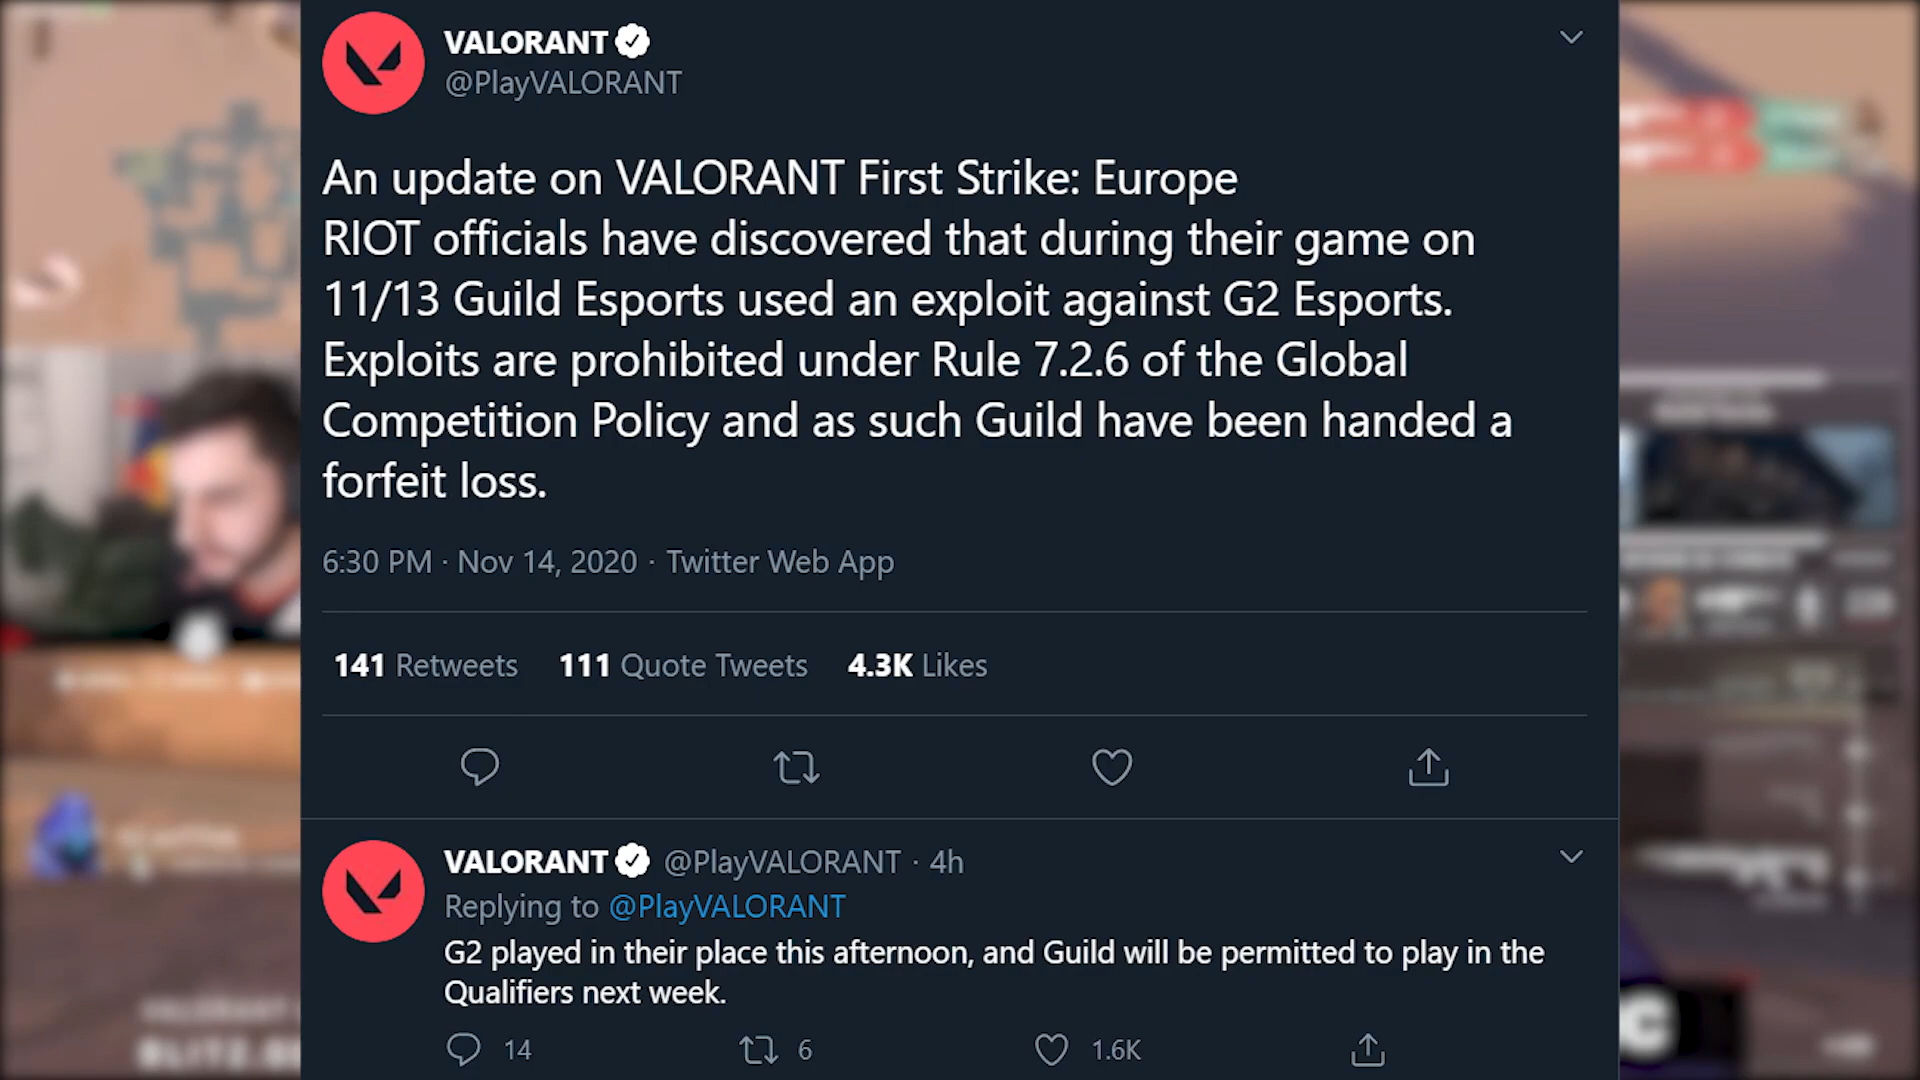 VALORANT
@PlayVALORANT
An update on VALORANT First Strike: Europe
RIOT officials have discovered that during their game on
11/13 Guild Esports used an exploit against G2 Esports.
Exploits are prohibited under Rule 7.2.6 of the Global
Competition Policy and as such Guild have been handed a
forfeit loss.
6:30 PM · Nov 14, 2020 · Twitter Web App
141 Retweets 111 Quote Tweets 4.3K Likes
VALORANT @PlayVALORANT · 4h
Replying to @PlayVALORANT
G2 played in their place this afternoon, and Guild will be permitted to play in the
Qualifiers next week.
14 6 1.6K